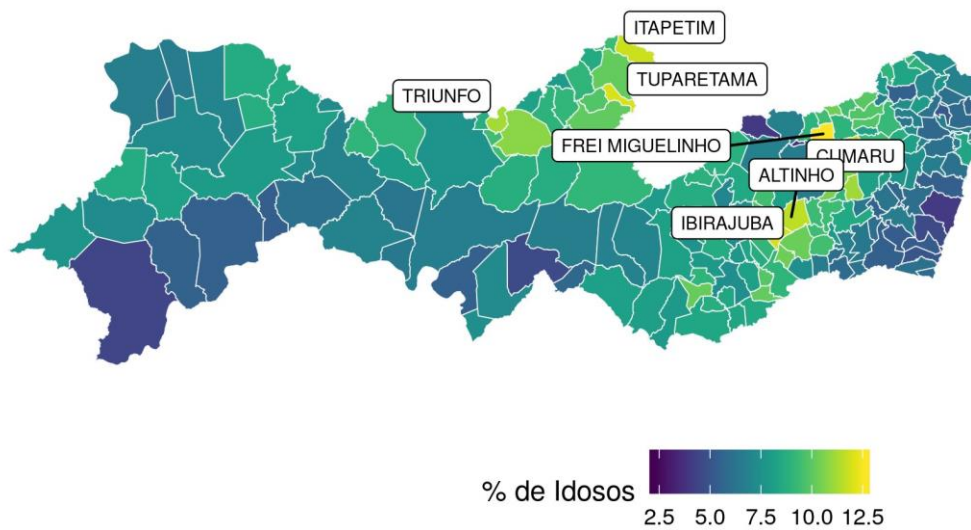 ITAPETIM
TUPARETAMA
TRIUNFO
FREI MIGUELINHO
CUMARU
ALTINHO
IBIRAJUBA
% de Idosos
2.5 5.0 7.5 10.0 12.5